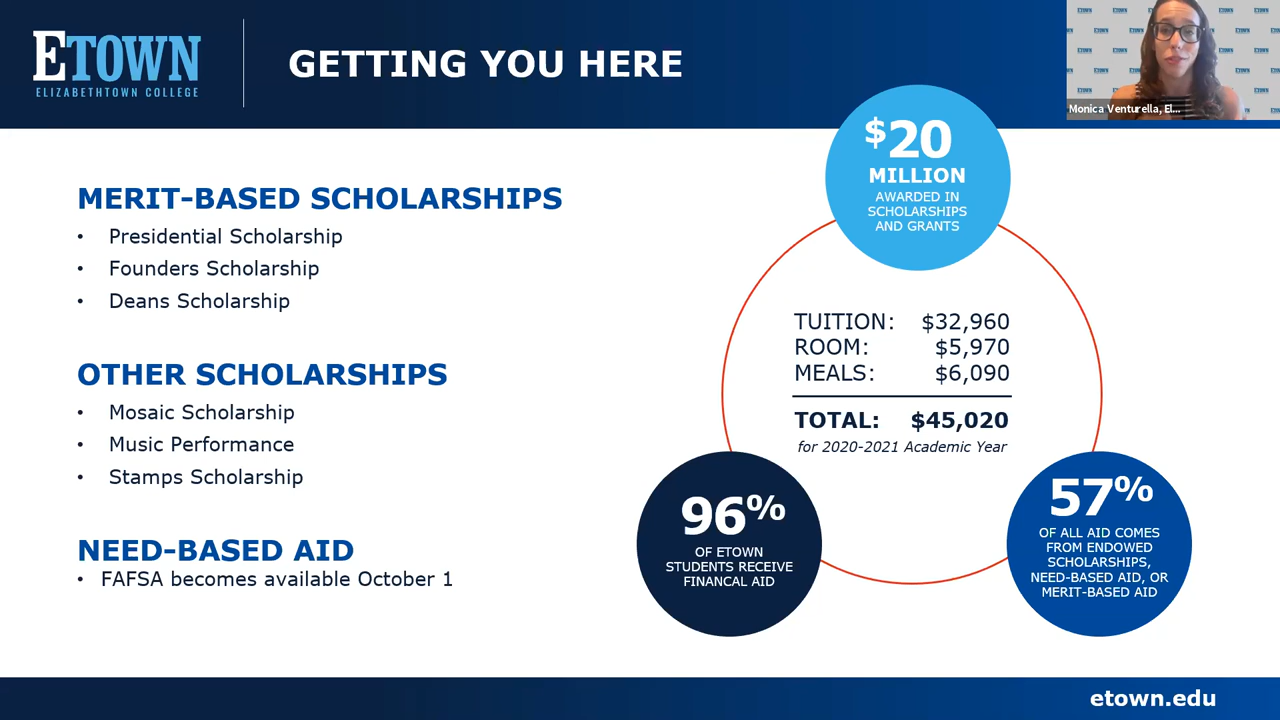 ETOWN
ELIZABETHTOWN COLLEGE
GETTING YOU HERE
Monica Venturella, El...
MERIT-BASED SCHOLARSHIPS
• Presidential Scholarship
• Founders Scholarship
• Deans Scholarship
OTHER SCHOLARSHIPS
• Mosaic Scholarship
• Music Performance
• Stamps Scholarship
NEED-BASED AID
• FAFSA becomes available October 1
$20
MILLION
AWARDED IN
SCHOLARSHIPS
AND GRANTS
TUITION: $32,960
ROOM: $5,970
MEALS: $6,090
TOTAL: $45,020
for 2020-2021 Academic Year
96%
OF ETOWN
STUDENTS RECEIVE
FINANCAL AID
57%
OF ALL AID COMES
FROM ENDOWED
SCHOLARSHIPS,
NEED-BASED AID, OR
MERIT-BASED AID
etown.edu